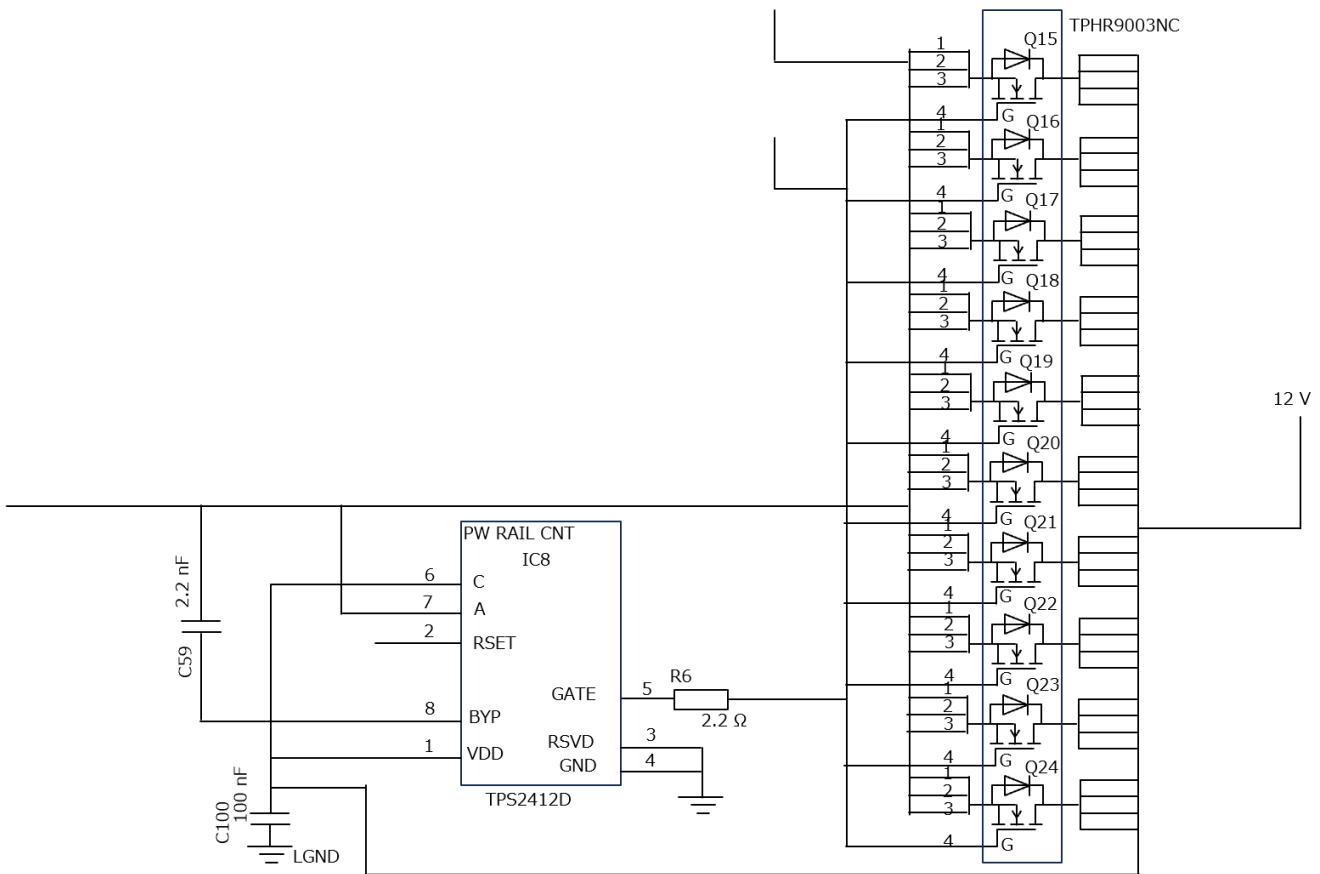 TPHR9003NC
Q15
1
2
3
4
G
Q16
1
2
3
4
G
Q17
1
2
3
4
G
Q18
1
2
3
4
G
Q19
1
2
3
4
G
Q20
1
2
3
4
G
Q21
1
2
3
4
G
Q22
1
2
3
4
G
Q23
1
2
3
4
G
Q24
1
2
3
4
G
12 V
2.2 nF
C59
PW RAIL CNT
IC8
6 C
7 A
2 RSET
8 BYP
1 VDD
GATE 5
RSVD 3
GND 4
TPS2412D
R6
2.2 Ω
C100
100 nF
LGND